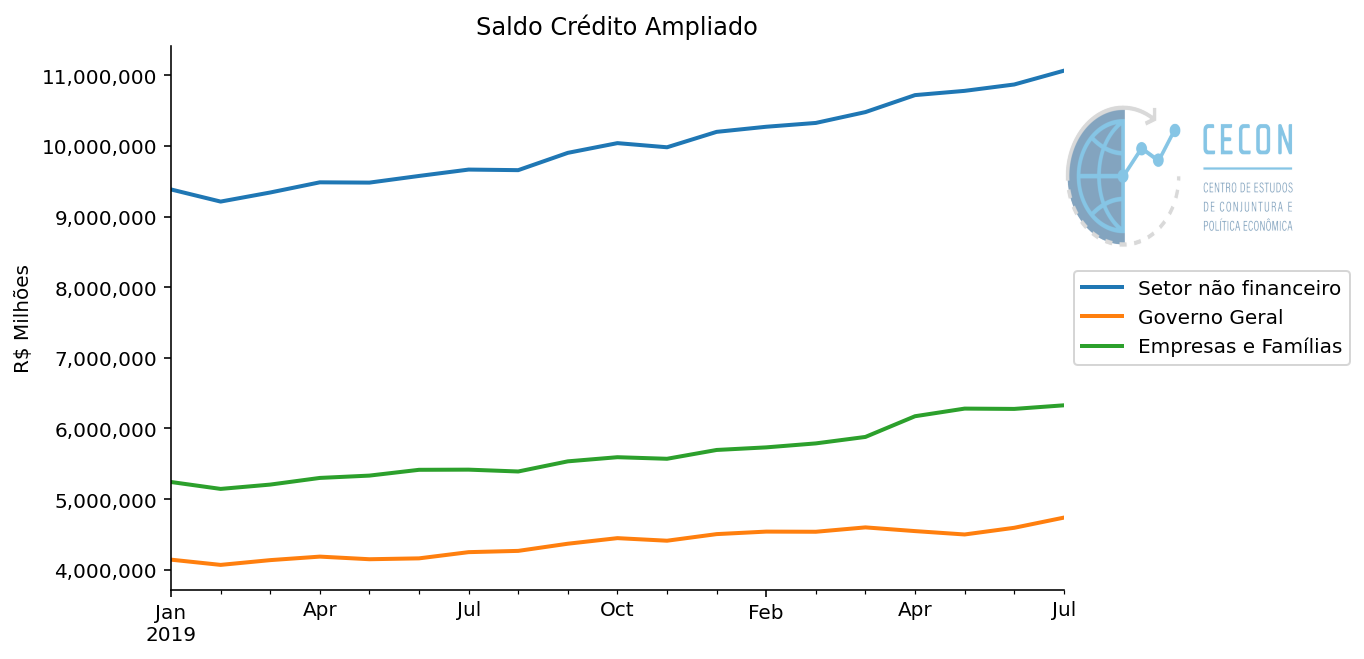 Saldo Crédito Ampliado
R$ Milhões
11,000,000
10,000,000
9,000,000
8,000,000
7,000,000
6,000,000
5,000,000
4,000,000
Jan
2019
Apr
Jul
Oct
Feb
Apr
Jul
CECON
CENTRO DE ESTUDOS
DE CONJUNTURA E
POLÍTICA ECONÔMICA
Setor não financeiro
Governo Geral
Empresas e Famílias